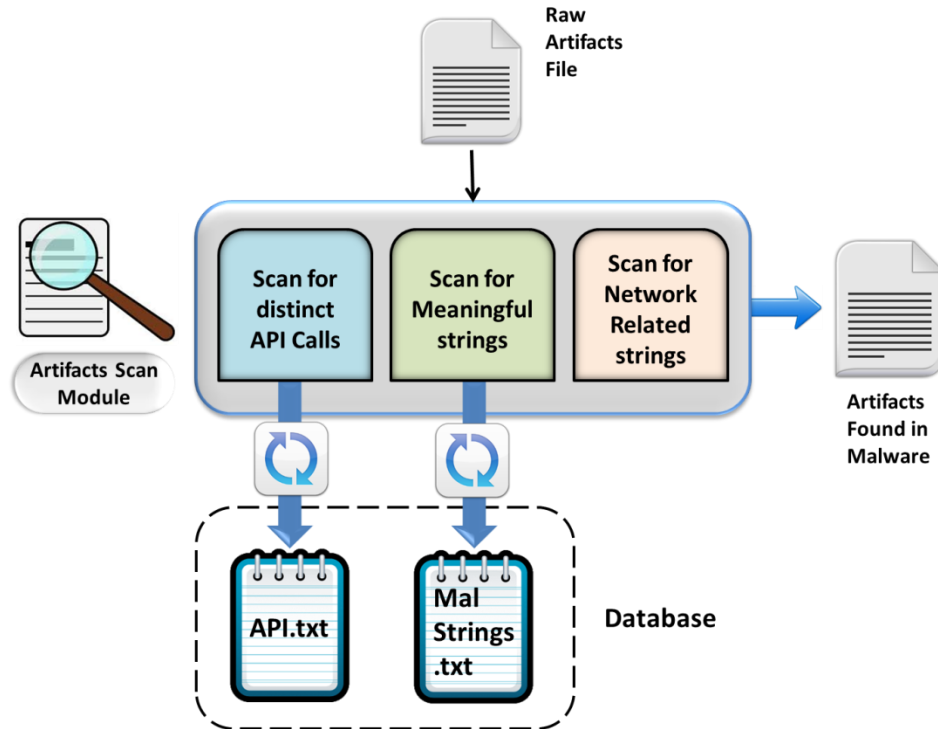 Raw
Artifacts
File
Scan for
distinct
API Calls
Scan for
Meaningful
strings
Scan for
Network
Related
strings
Artifacts Scan
Module
Artifacts
Found in
Malware
API.txt
Mal
Strings
.txt
Database